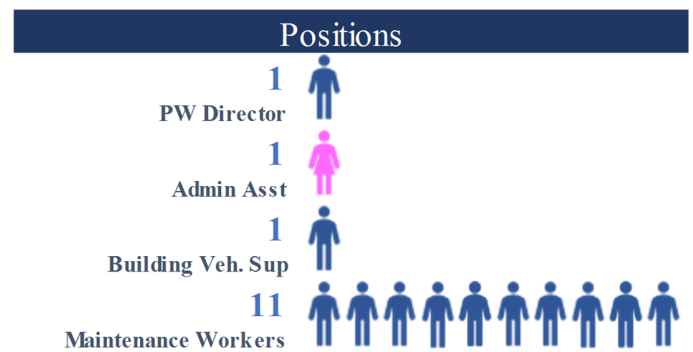 Positions
1
PW Director
1
Admin Asst
1
Building Veh. Sup
11
Maintenance Workers